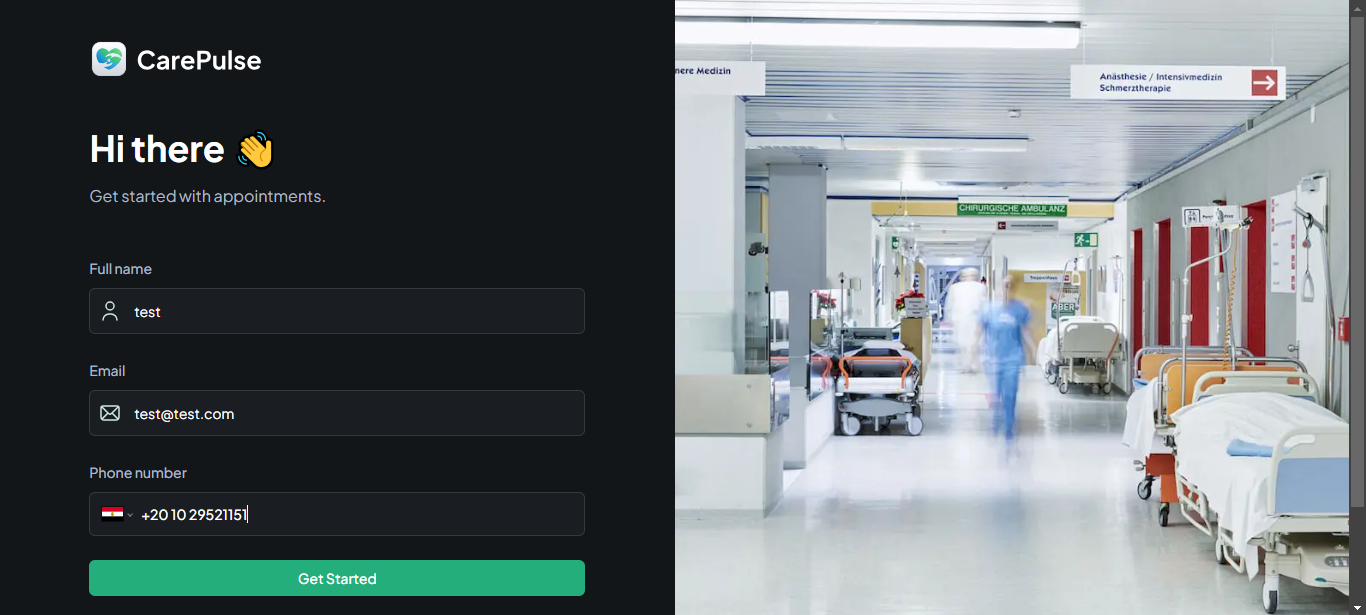 CarePulse
Hi there 👋
Get started with appointments.
Full name
test
Email
test@test.com
Phone number
+20 10 29521151
Get Started
nere Medizin
Anästhesie / Intensivmedizin
Schmerztherapie
CHIRURGISCHE AMBULANZ